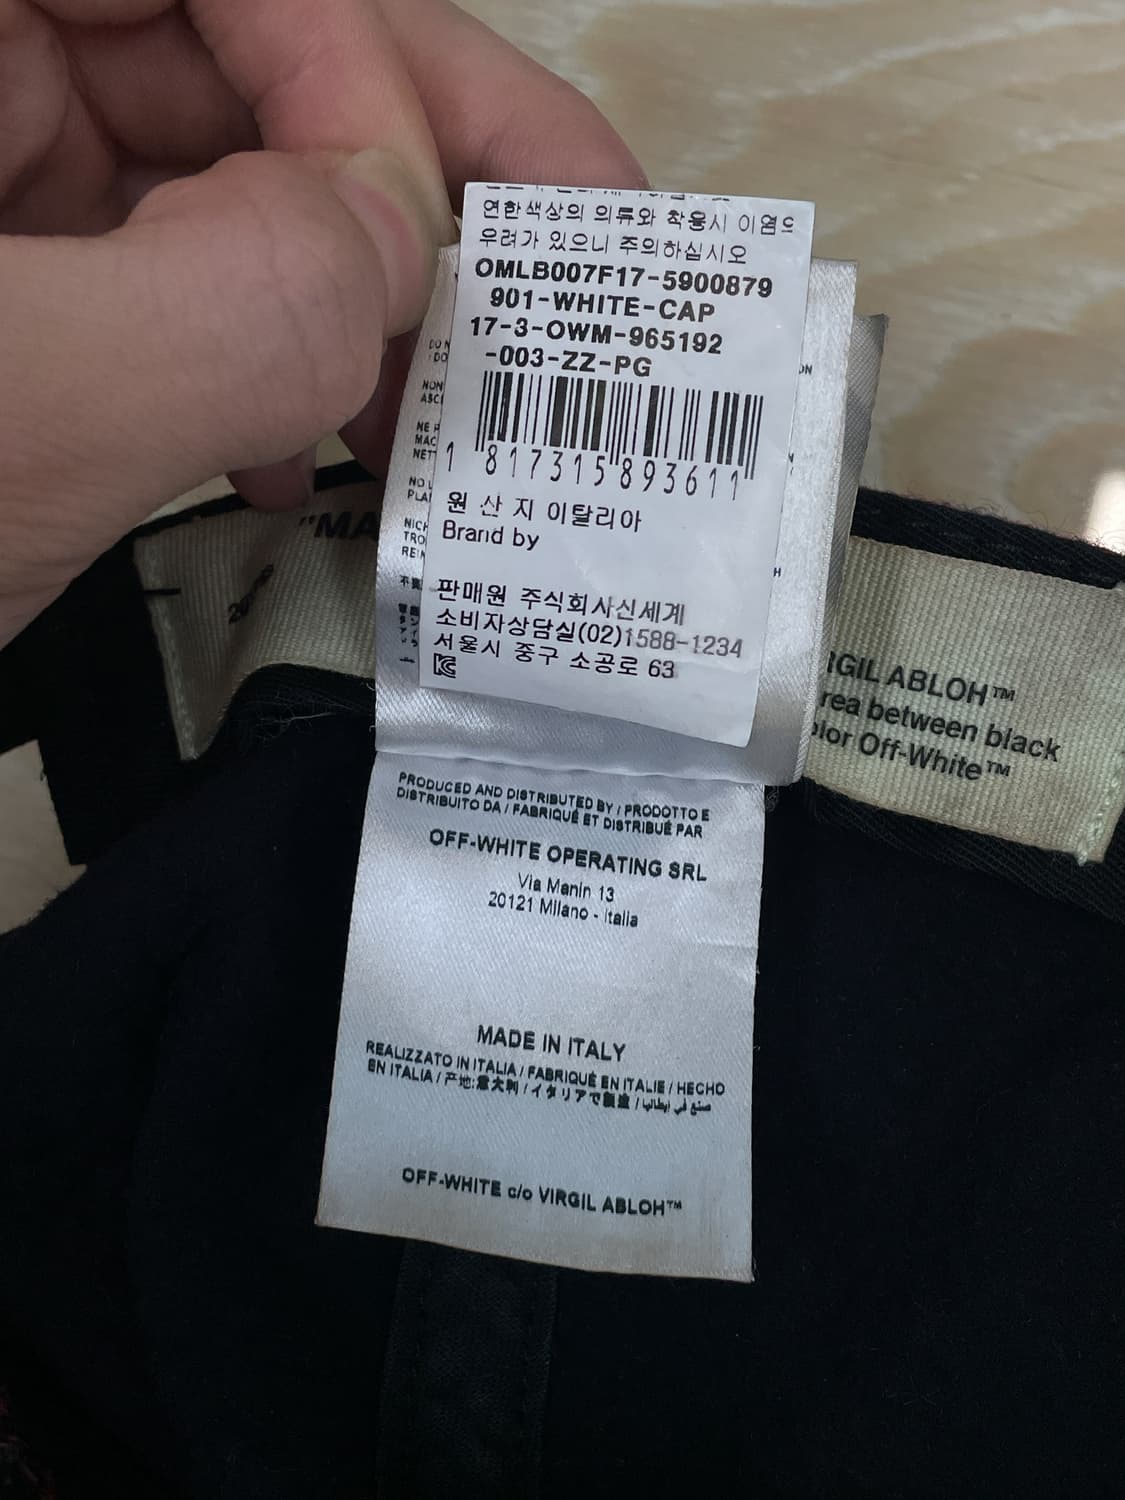 연한색상의 의류와 착용시 이염의
우려가 있으니 주의하십시오
OMLB007F17-5900879
901-WHITE-CAP
17-3-OWM-965192
-003-ZZ-PG
1 817315893611
원 산 지 이탈리아
Brand by
판매원 주식회사신세계
소비자상담실(02)1588-1234
서울시 중구 소공로 63
"MA
RGIL ABLOH™
rea between black
olor Off-White™
PRODUCED AND DISTRIBUTED BY / PRODOTTO E
DISTRIBUITO DA / FABRIQUÉ ET DISTRIBUÉ PAR
OFF-WHITE OPERATING SRL
Via Manin 13
20121 Milano - Italia
MADE IN ITALY
REALIZZATO IN ITALIA / FABRIQUÉ EN ITALIE / HECHO
EN ITALIA / 产地:意大利 / イタリアで製造 / صنع في إيطاليا
OFF-WHITE c/o VIRGIL ABLOH™